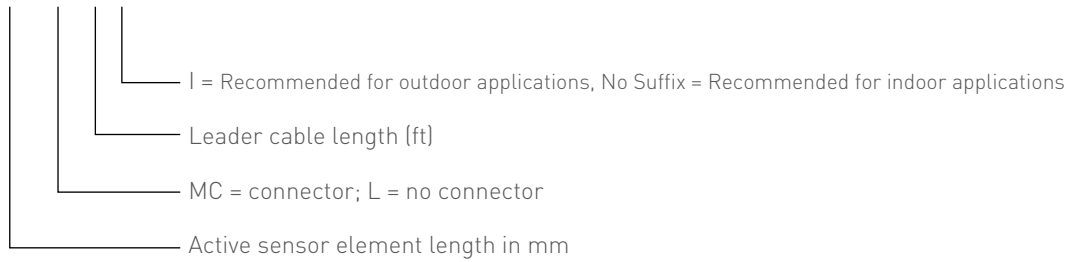 I = Recommended for outdoor applications, No Suffix = Recommended for indoor applications
Leader cable length (ft)
MC = connector; L = no connector
Active sensor element length in mm